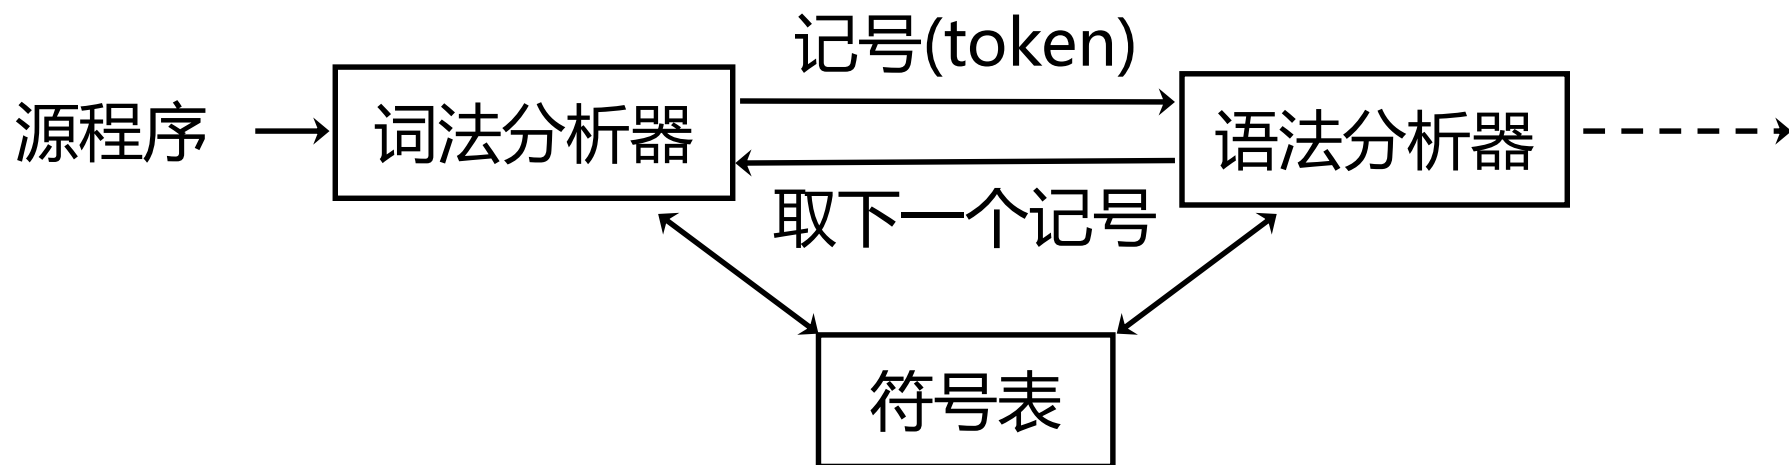 记号(token)
源程序
词法分析器
语法分析器
取下一个记号
符号表